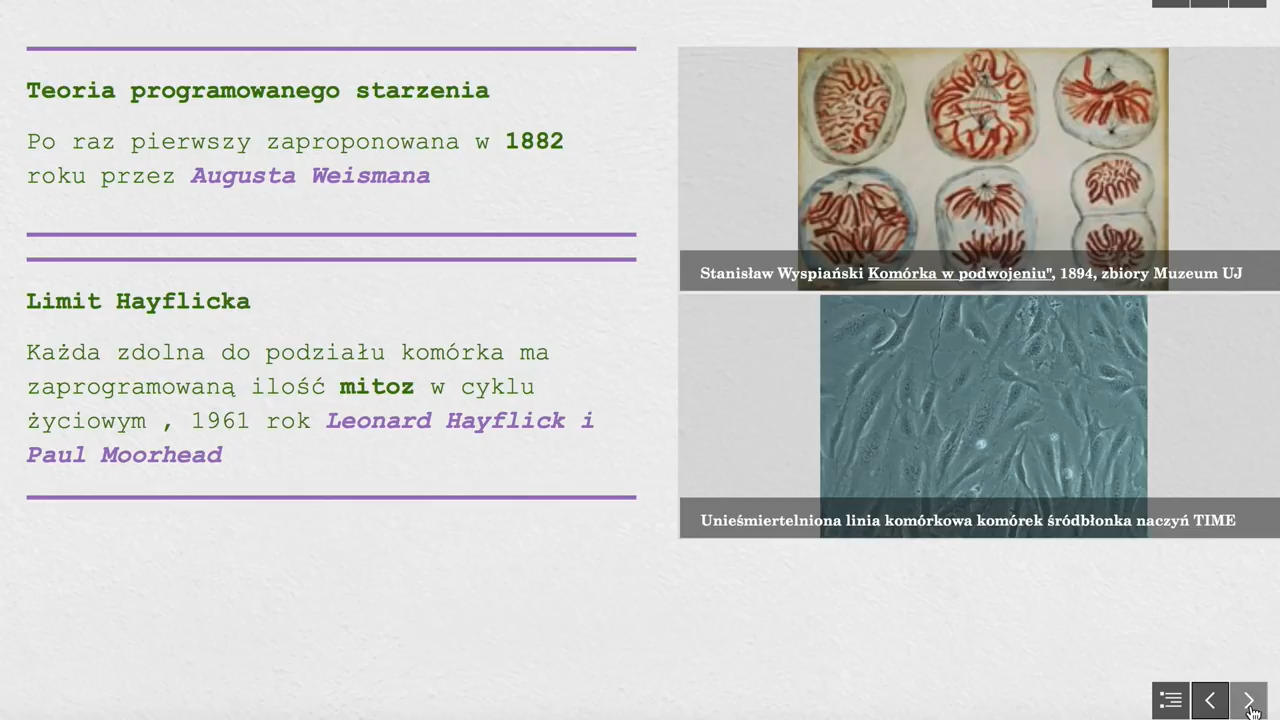 Teoria programowanego starzenia
Po raz pierwszy zaproponowana w 1882
roku przez Augusta Weismana
Limit Hayflicka
Każda zdolna do podziału komórka ma
zaprogramowaną ilość mitoz w cyklu
życiowym , 1961 rok Leonard Hayflick i
Paul Moorhead
Stanisław Wyspiański Komórka w podwojeniu", 1894, zbiory Muzeum UJ
Unieśmiertelniona linia komórkowa komórek śródbłonka naczyń TIME